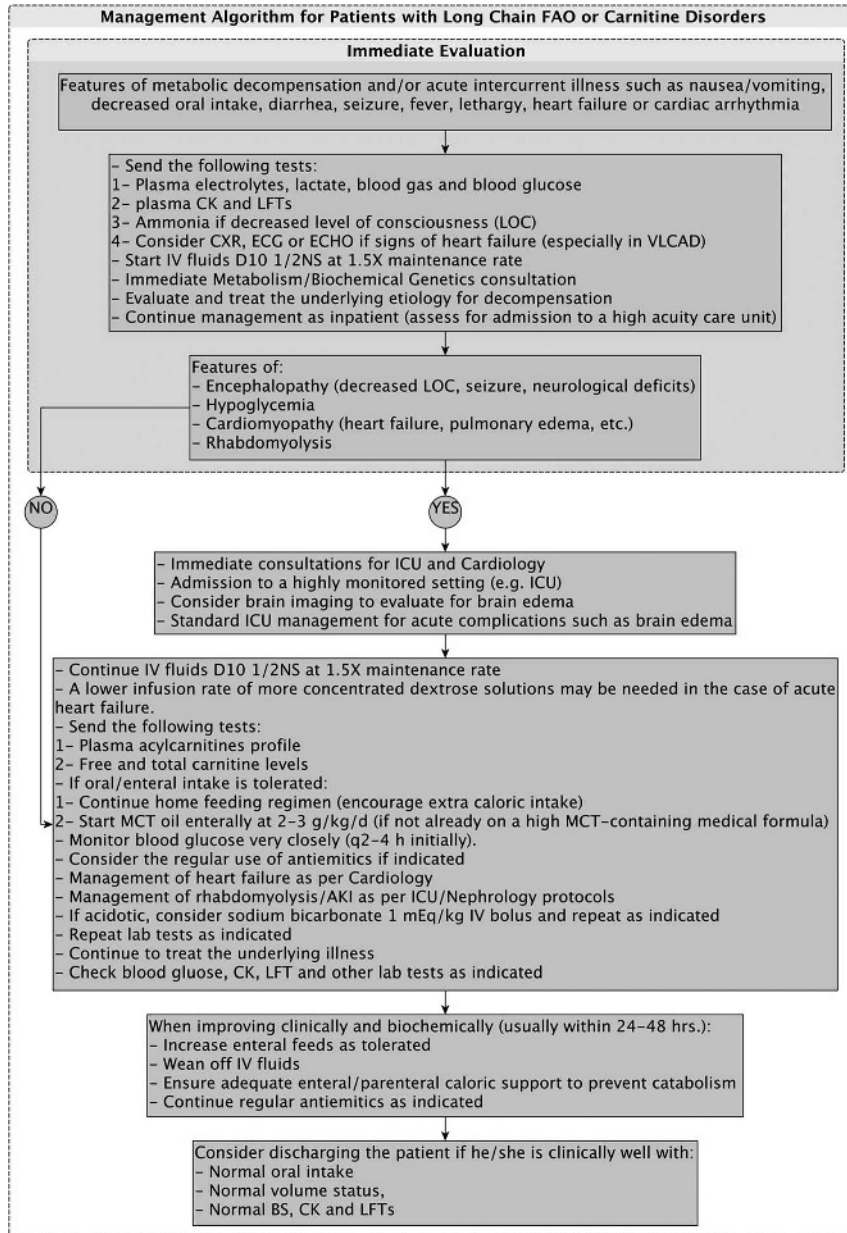 Management Algorithm for Patients with Long Chain FAO or Carnitine Disorders
Immediate Evaluation
Features of metabolic decompensation and/or acute intercurrent illness such as nausea/vomiting,
decreased oral intake, diarrhea, seizure, fever, lethargy, heart failure or cardiac arrhythmia
- Send the following tests:
1- Plasma electrolytes, lactate, blood gas and blood glucose
2- plasma CK and LFTs
3- Ammonia if decreased level of consciousness (LOC)
4- Consider CXR, ECG or ECHO if signs of heart failure (especially in VLCAD)
- Start IV fluids D10 1/2NS at 1.5X maintenance rate
- Immediate Metabolism/Biochemical Genetics consultation
- Evaluate and treat the underlying etiology for decompensation
- Continue management as inpatient (assess for admission to a high acuity care unit)
Features of:
- Encephalopathy (decreased LOC, seizure, neurological deficits)
- Hypoglycemia
- Cardiomyopathy (heart failure, pulmonary edema, etc.)
- Rhabdomyolysis
NO
YES
- Immediate consultations for ICU and Cardiology
- Admission to a highly monitored setting (e.g. ICU)
- Consider brain imaging to evaluate for brain edema
- Standard ICU management for acute complications such as brain edema
- Continue IV fluids D10 1/2NS at 1.5X maintenance rate
- A lower infusion rate of more concentrated dextrose solutions may be needed in the case of acute
heart failure.
- Send the following tests:
1- Plasma acylcarnitines profile
2- Free and total carnitine levels
- If oral/enteral intake is tolerated:
1- Continue home feeding regimen (encourage extra caloric intake)
2- Start MCT oil enterally at 2-3 g/kg/d (if not already on a high MCT-containing medical formula)
- Monitor blood glucose very closely (q2-4 h initially).
- Consider the regular use of antiemitics if indicated
- Management of heart failure as per Cardiology
- Management of rhabdomyolysis/AKI as per ICU/Nephrology protocols
- If acidotic, consider sodium bicarbonate 1 mEq/kg IV bolus and repeat as indicated
- Repeat lab tests as indicated
- Continue to treat the underlying illness
- Check blood gluose, CK, LFT and other lab tests as indicated
When improving clinically and biochemically (usually within 24-48 hrs.):
- Increase enteral feeds as tolerated
- Wean off IV fluids
- Ensure adequate enteral/parenteral caloric support to prevent catabolism
- Continue regular antiemitics as indicated
Consider discharging the patient if he/she is clinically well with:
- Normal oral intake
- Normal volume status,
- Normal BS, CK and LFTs